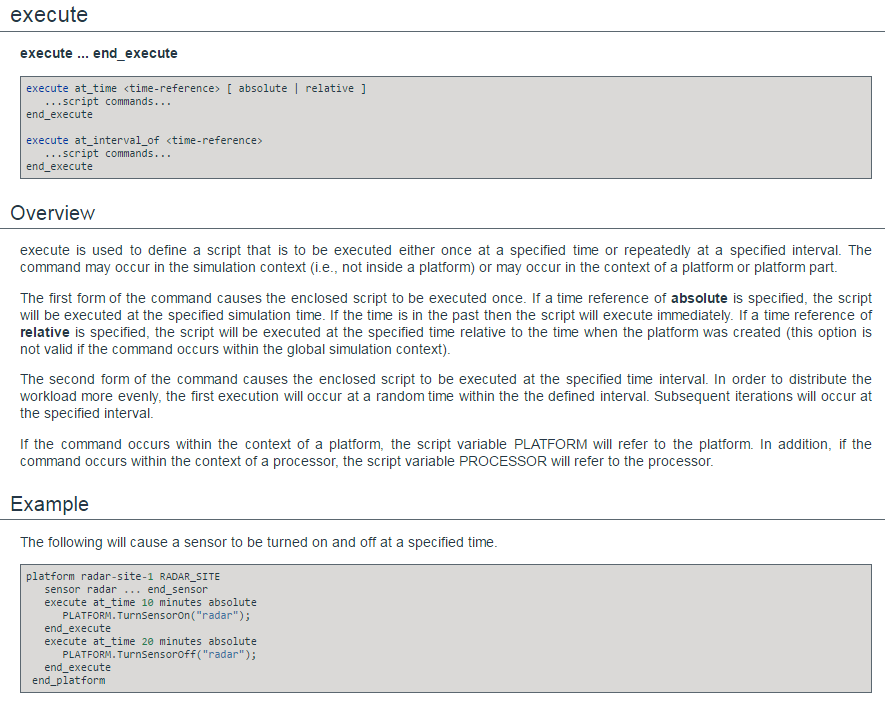 execute
execute ... end_execute
execute at_time <time-reference> [ absolute | relative ]
...script commands...
end_execute
execute at_interval_of <time-reference>
...script commands...
end_execute
Overview
execute is used to define a script that is to be executed either once at a specified time or repeatedly at a specified interval. The
command may occur in the simulation context (i.e., not inside a platform) or may occur in the context of a platform or platform part.
The first form of the command causes the enclosed script to be executed once. If a time reference of absolute is specified, the script
will be executed at the specified simulation time. If the time is in the past then the script will execute immediately. If a time reference of
relative is specified, the script will be executed at the specified time relative to the time when the platform was created (this option is
not valid if the command occurs within the global simulation context).
The second form of the command causes the enclosed script to be executed at the specified time interval. In order to distribute the
workload more evenly, the first execution will occur at a random time within the the defined interval. Subsequent iterations will occur at
the specified interval.
If the command occurs within the context of a platform, the script variable PLATFORM will refer to the platform. In addition, if the
command occurs within the context of a processor, the script variable PROCESSOR will refer to the processor.
Example
The following will cause a sensor to be turned on and off at a specified time.
platform radar-site-1 RADAR_SITE
sensor radar ... end_sensor
execute at_time 10 minutes absolute
PLATFORM.TurnSensorOn("radar");
end_execute
execute at_time 20 minutes absolute
PLATFORM.TurnSensorOff("radar");
end_execute
end_platform